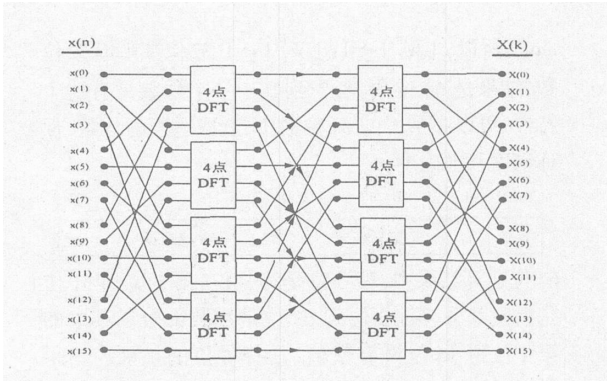 x(n)
X(k)
x(0)
x(1)
x(2)
x(3)
x(4)
x(5)
x(6)
x(7)
x(8)
x(9)
x(10)
x(11)
x(12)
x(13)
x(14)
x(15)
4点
DFT
4点
DFT
4点
DFT
4点
DFT
4点
DFT
4点
DFT
4点
DFT
4点
DFT
X(0)
X(1)
X(2)
X(3)
X(4)
X(5)
X(6)
X(7)
X(8)
X(9)
X(10)
X(11)
X(12)
X(13)
X(14)
X(15)